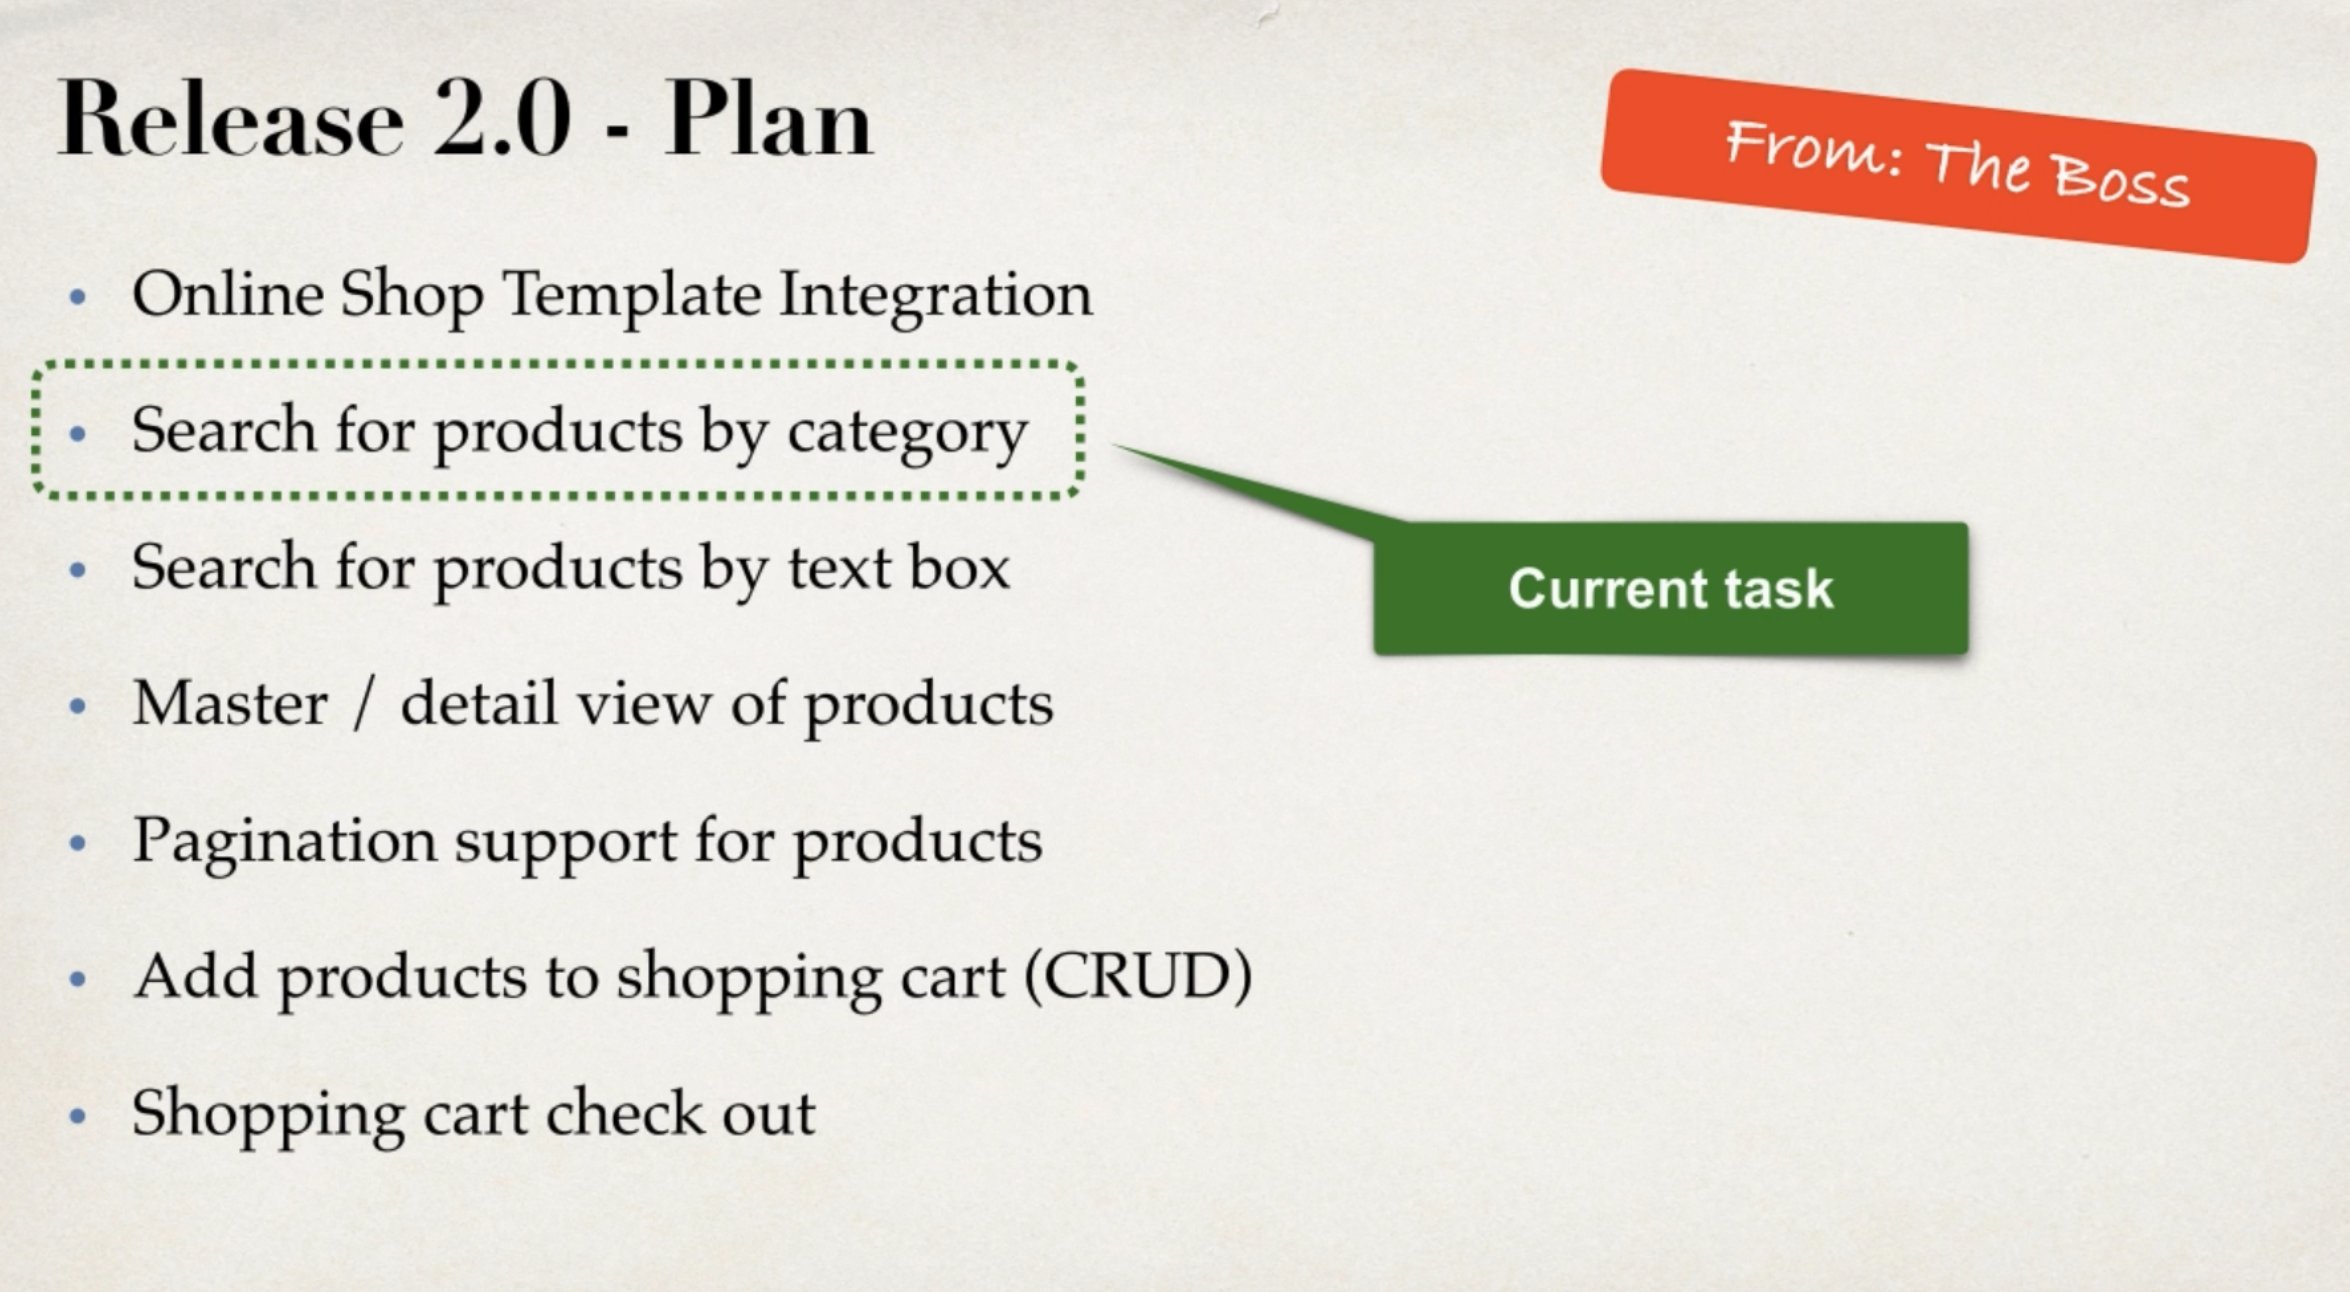 Release 2.0 - Plan
From: The Boss
• Online Shop Template Integration
• Search for products by category
• Search for products by text box
Current task
• Master / detail view of products
• Pagination support for products
• Add products to shopping cart (CRUD)
• Shopping cart check out